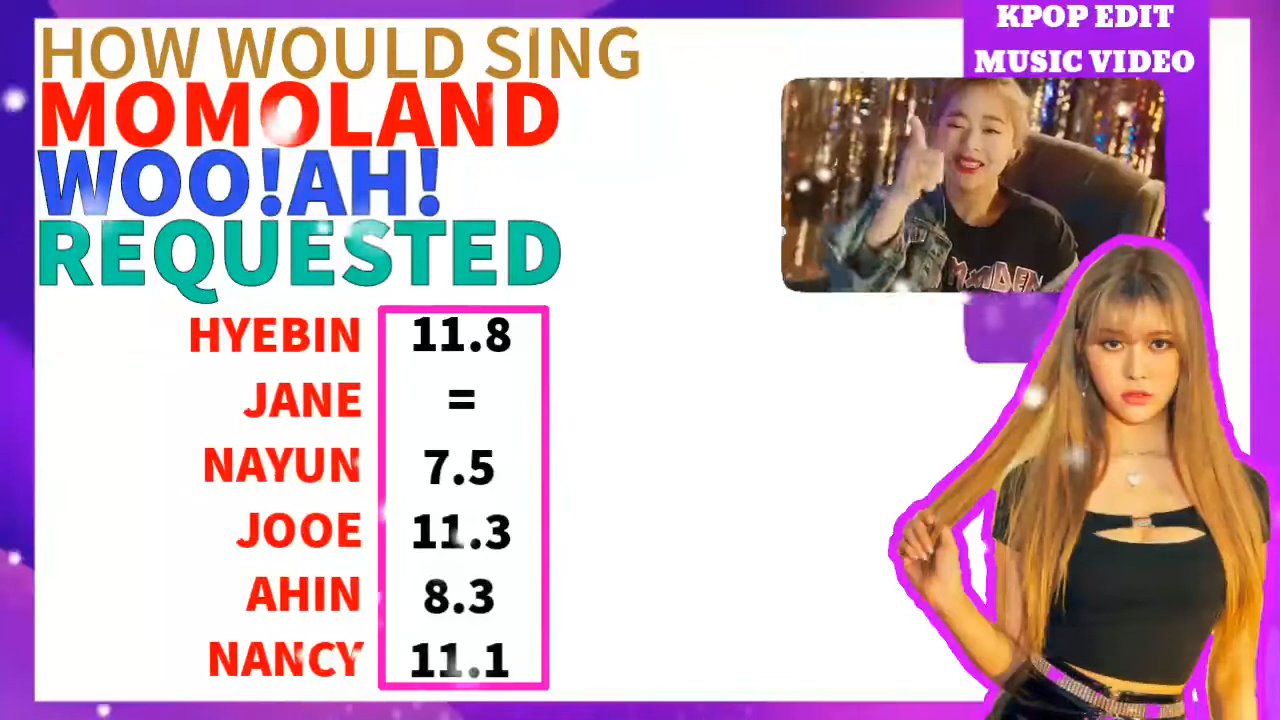 HOW WOULD SING
MOMOLAND
WOO!AH!
REQUESTED
KPOP EDIT
MUSIC VIDEO
HYEBIN 11.8
JANE =
NAYUN 7.5
JOOE 11.3
AHIN 8.3
NANCY 11.1